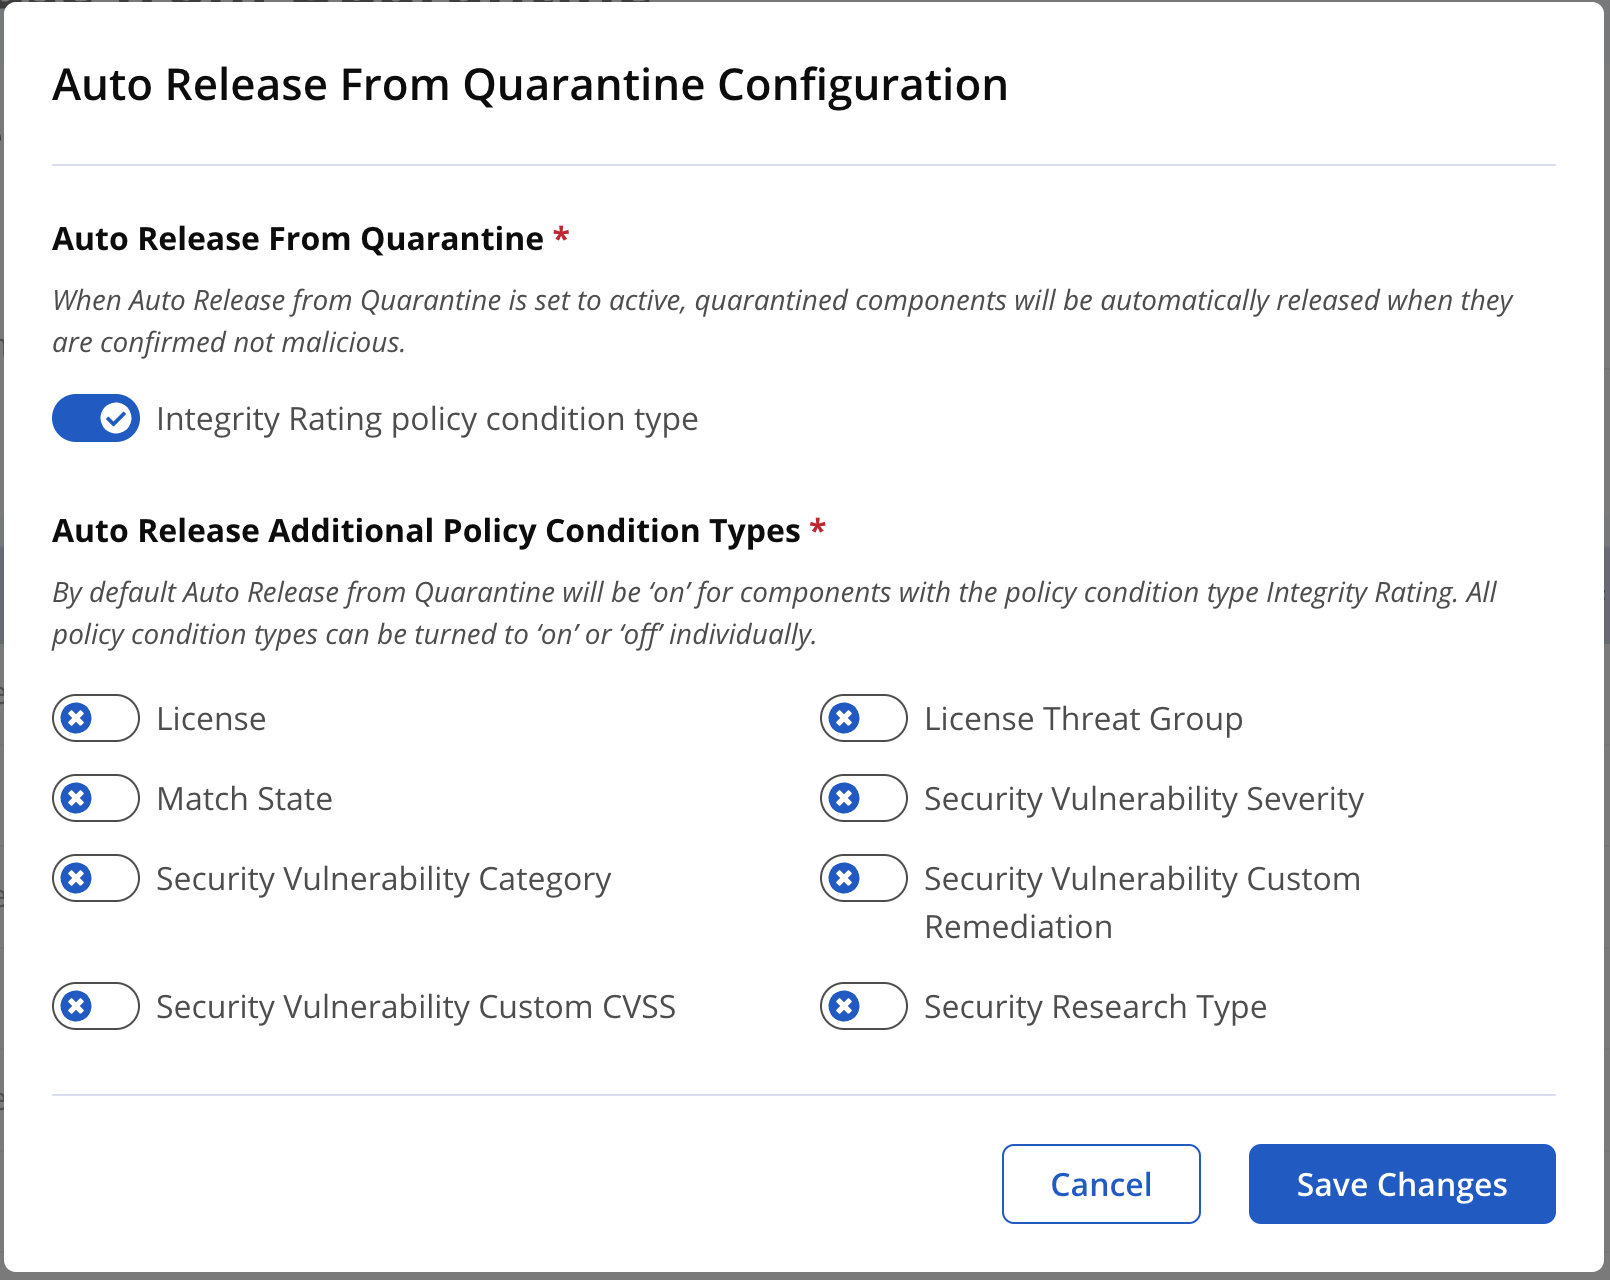 Auto Release From Quarantine Configuration
Auto Release From Quarantine *
When Auto Release from Quarantine is set to active, quarantined components will be automatically released when they
are confirmed not malicious.
Integrity Rating policy condition type
Auto Release Additional Policy Condition Types *
By default Auto Release from Quarantine will be ‘on’ for components with the policy condition type Integrity Rating. All
policy condition types can be turned to ‘on’ or ‘off’ individually.
License
License Threat Group
Match State
Security Vulnerability Severity
Security Vulnerability Category
Security Vulnerability Custom
Remediation
Security Vulnerability Custom CVSS
Security Research Type
Cancel
Save Changes